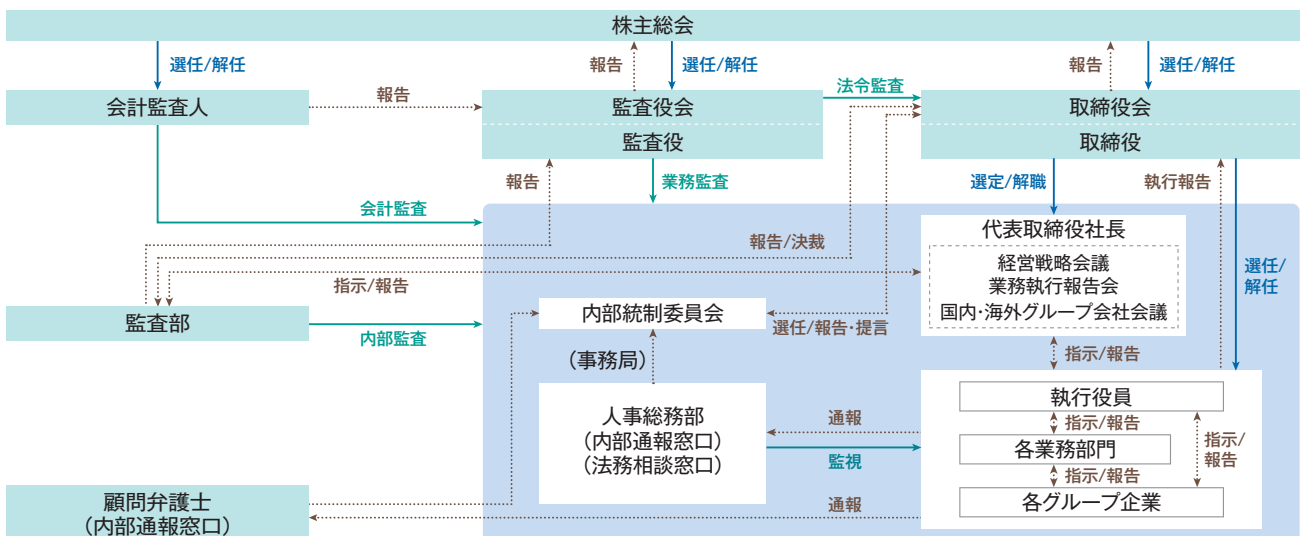 株主総会
選任/解任
報告
選任/解任
報告
選任/解任
会計監査人
報告
監査役会
監査役
法令監査
取締役会
取締役
報告
業務監査
選定/解職
執行報告
会計監査
報告/決裁
指示/報告
代表取締役社長
経営戦略会議
業務執行報告会
国内・海外グループ会社会議
選任/
解任
監査部
内部監査
内部統制委員会
選任/報告・提言
(事務局)
指示/報告
人事総務部
(内部通報窓口)
(法務相談窓口)
通報
監視
執行役員
指示/報告
各業務部門
指示/報告
各グループ企業
指示/
報告
顧問弁護士
(内部通報窓口)
通報